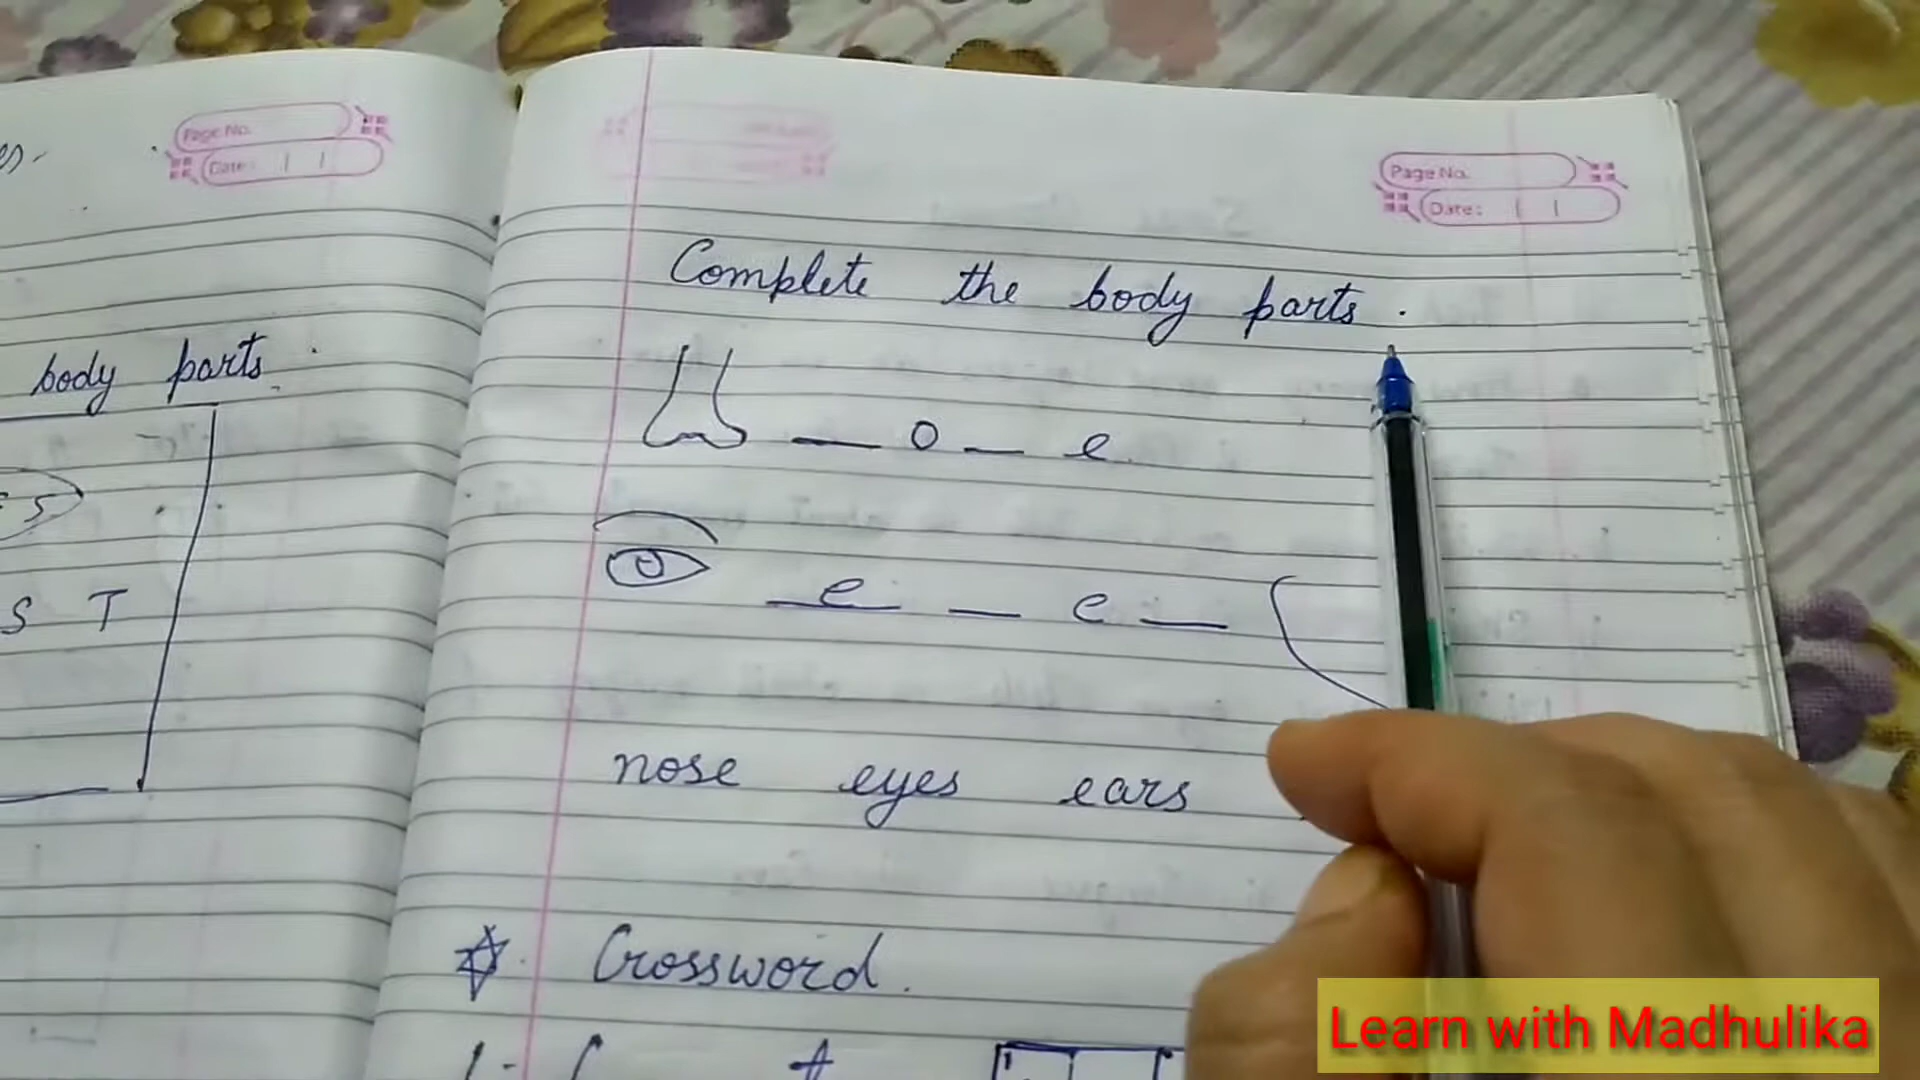 Page No.
Date:
body parts.
S T
Page No.
Date:
Complete the body parts.
_ o _ e
e _ e _
nose eyes ears
Crossword.
Learn with Madhulika